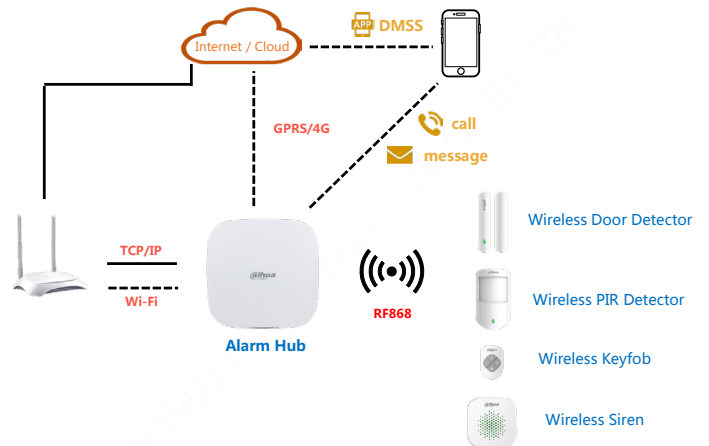 APP DMSS
Internet / Cloud
GPRS/4G
call
message
Wireless Door Detector
TCP/IP
alhua
Wi-Fi
RF868
Wireless PIR Detector
Alarm Hub
Wireless Keyfob
Wireless Siren